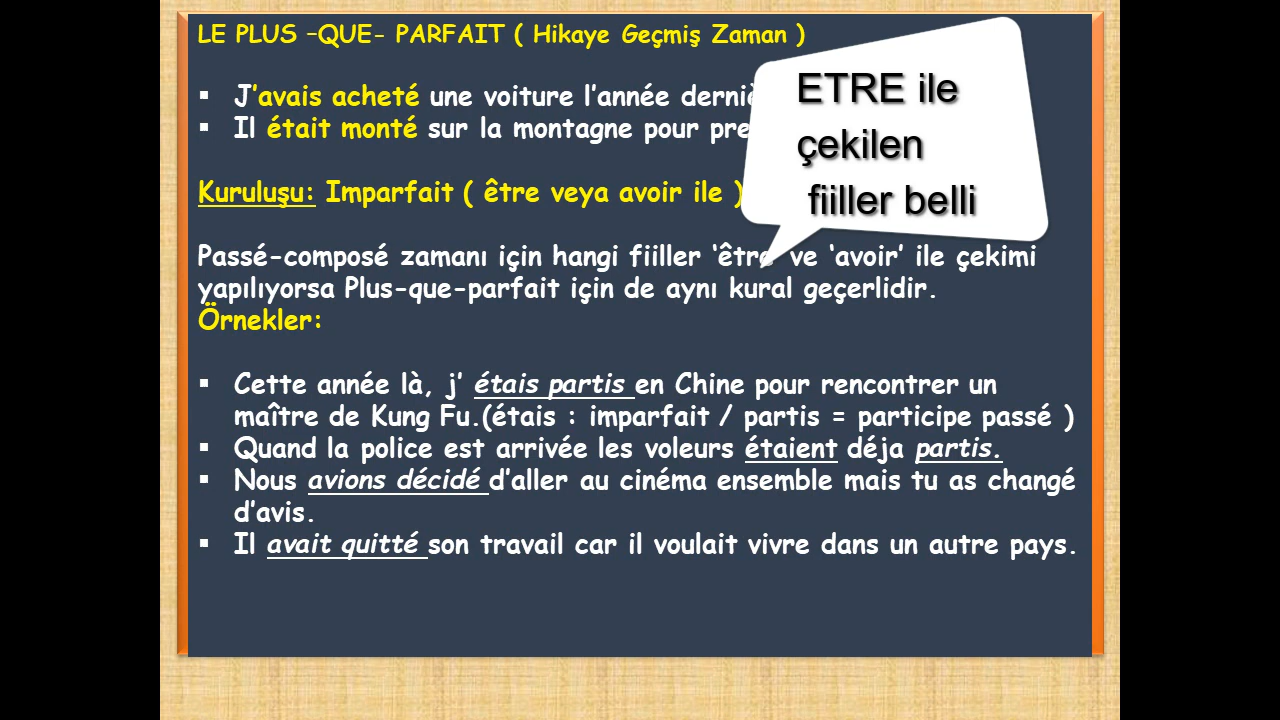 LE PLUS –QUE- PARFAIT ( Hikaye Geçmiş Zaman )
▪ J’avais acheté une voiture l’année
▪ Il était monté sur la montagne pour
Kuruluşu: Imparfait ( être veya avoir ile )
Passé-composé zamanı için hangi fiiller ‘être ve ‘avoir’ ile çekimi
yapılıyorsa Plus-que-parfait için de aynı kural geçerlidir.
Örnekler:
▪ Cette année là, j’ étais partis en Chine pour rencontrer un
maître de Kung Fu.(étais : imparfait / partis = participe passé )
▪ Quand la police est arrivée les voleurs étaient déja partis.
▪ Nous avions décidé d’aller au cinéma ensemble mais tu as changé
d’avis.
▪ Il avait quitté son travail car il voulait vivre dans un autre pays.
ETRE ile
çekilen
fiiller belli